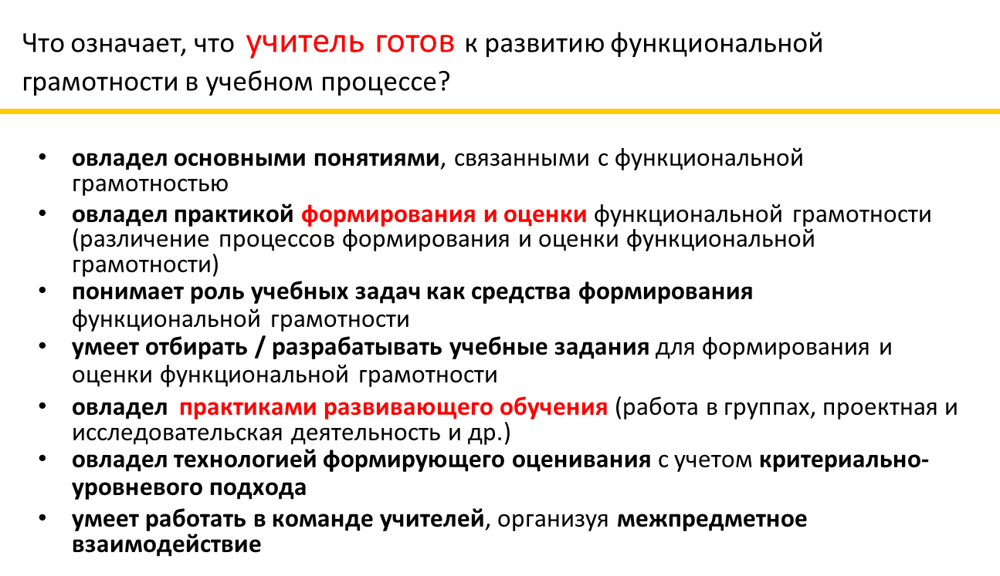 Что означает, что учитель готов к развитию функциональной
грамотности в учебном процессе?
• овладел основными понятиями, связанными с функциональной
грамотностью
• овладел практикой формирования и оценки функциональной грамотности
(различение процессов формирования и оценки функциональной
грамотности)
• понимает роль учебных задач как средства формирования
функциональной грамотности
• умеет отбирать / разрабатывать учебные задания для формирования и
оценки функциональной грамотности
• овладел практиками развивающего обучения (работа в группах, проектная и
исследовательская деятельность и др.)
• овладел технологией формирующего оценивания с учетом критериально-
уровневого подхода
• умеет работать в команде учителей, организуя межпредметное
взаимодействие